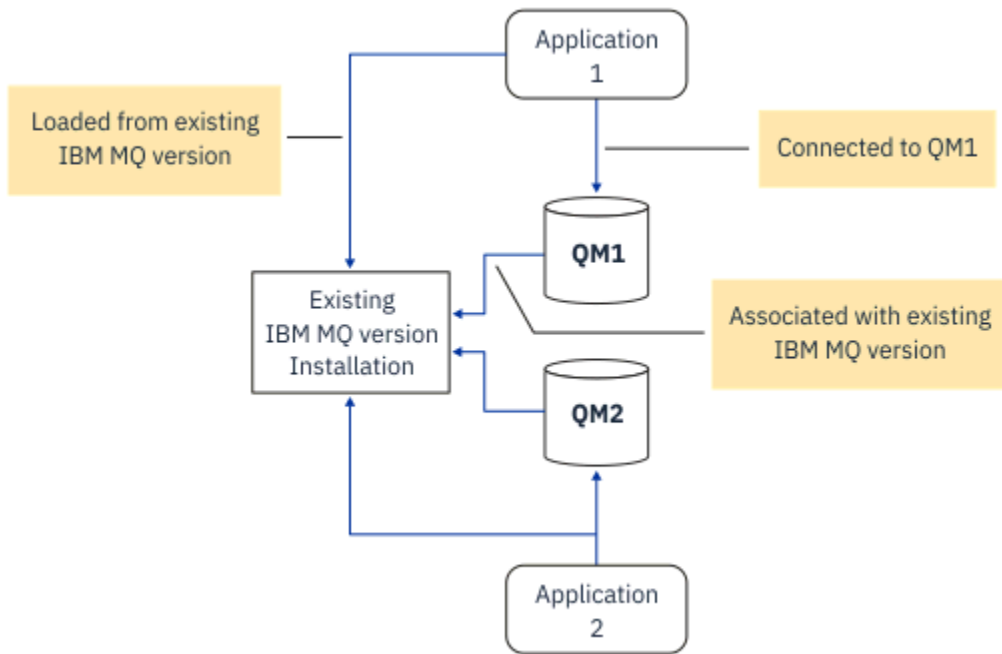 Application
1
Loaded from existing
IBM MQ version
Connected to QM1
QM1
Existing
IBM MQ version
Installation
Associated with existing
IBM MQ version
QM2
Application
2